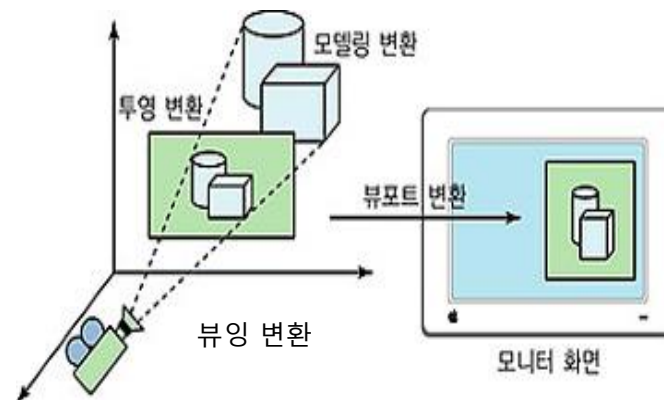 모델링 변환
투영 변환
뷰포트 변환
뷰잉 변환
모니터 화면